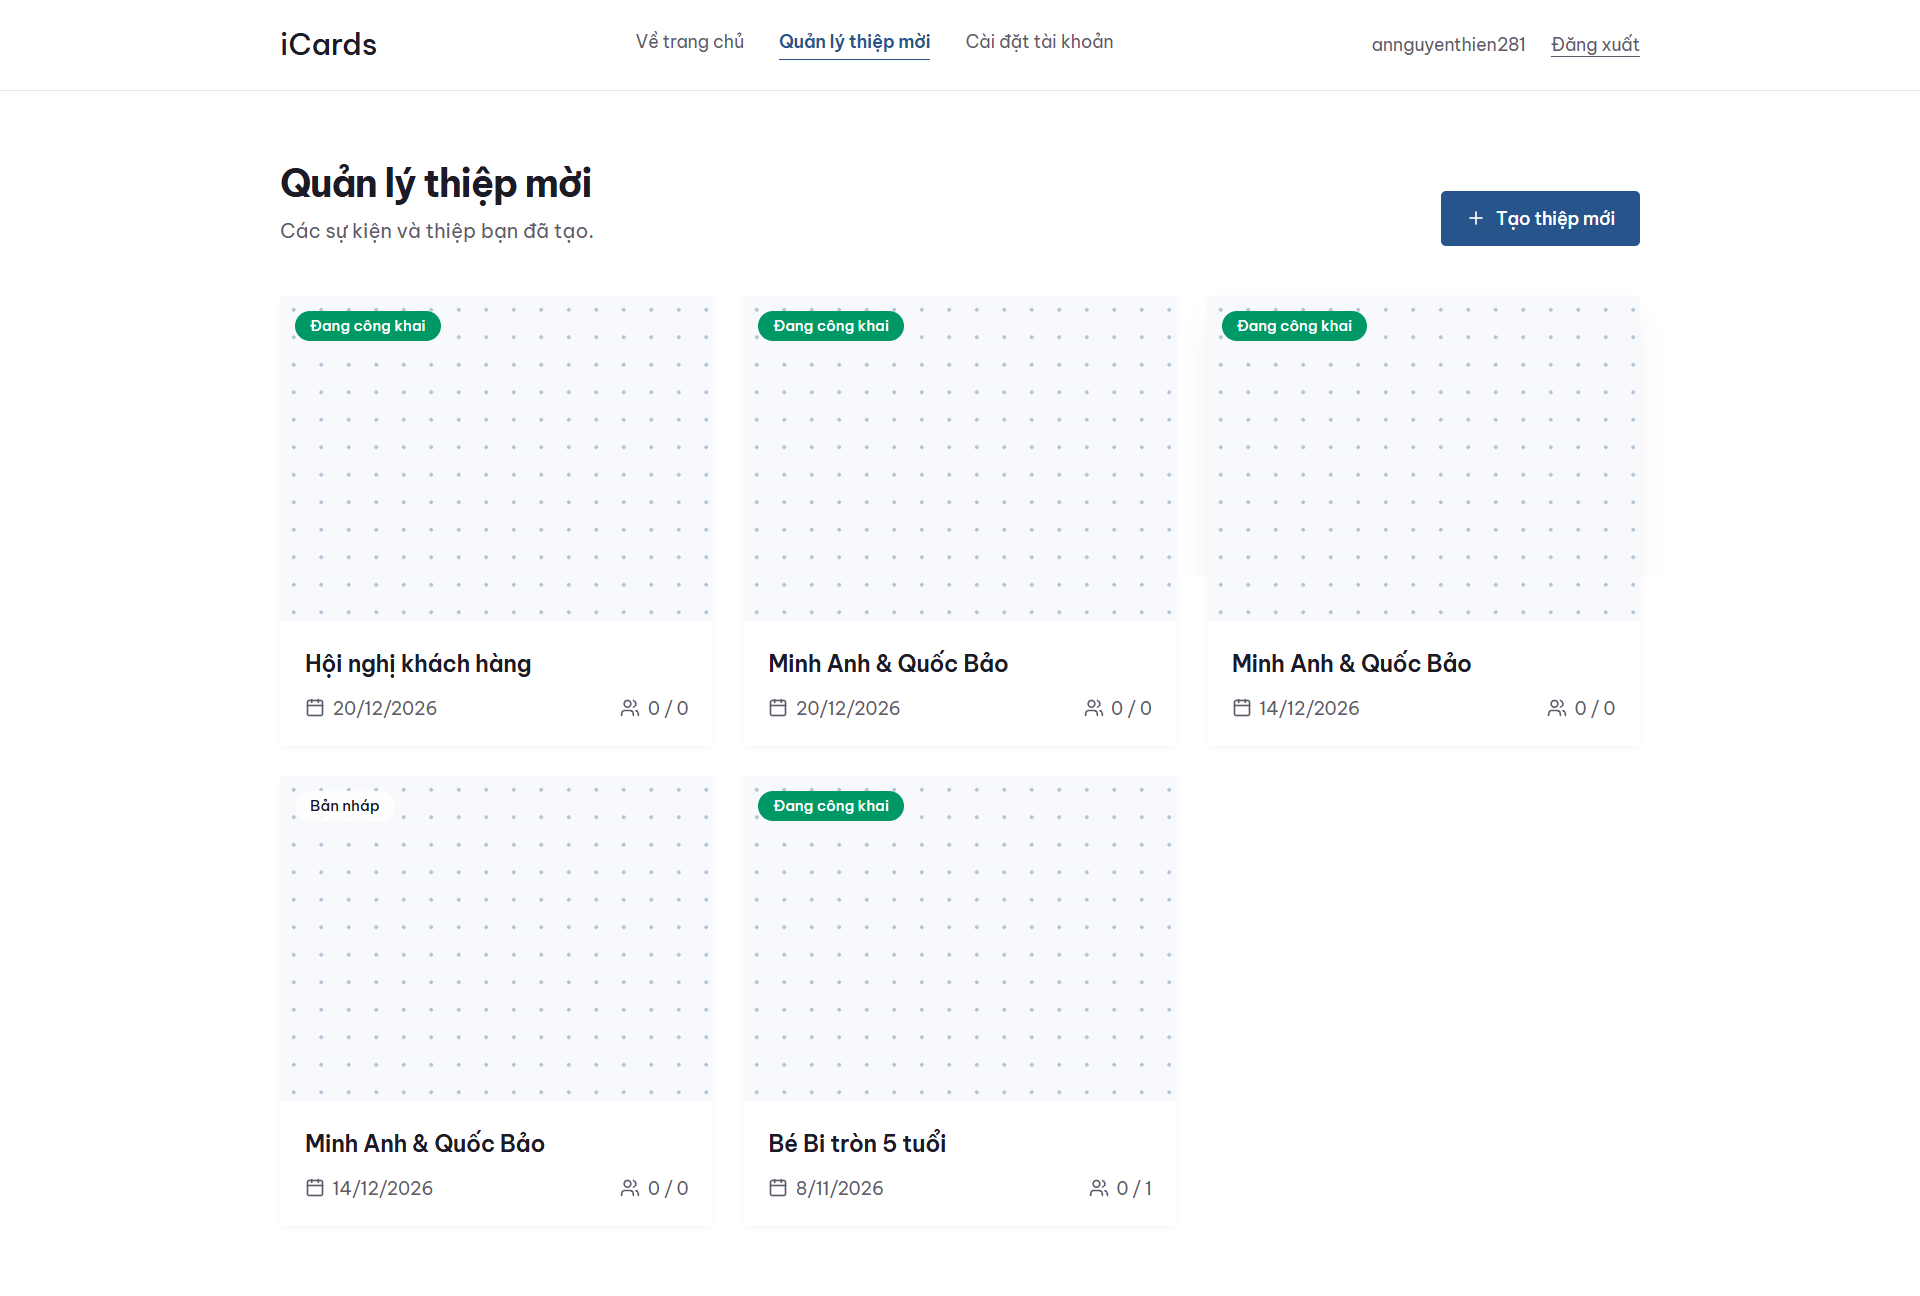 iCards
Về trang chủ
Quản lý thiệp mời
Cài đặt tài khoản
annguyenthien281
Đăng xuất
Quản lý thiệp mời
Các sự kiện và thiệp bạn đã tạo.
Tạo thiệp mới
Đang công khai
Đang công khai
Đang công khai
Hội nghị khách hàng
20/12/2026
0 / 0
Minh Anh & Quốc Bảo
20/12/2026
0 / 0
Minh Anh & Quốc Bảo
14/12/2026
0 / 0
Bản nháp
Đang công khai
Minh Anh & Quốc Bảo
14/12/2026
0 / 0
Bé Bi tròn 5 tuổi
8/11/2026
0 / 1